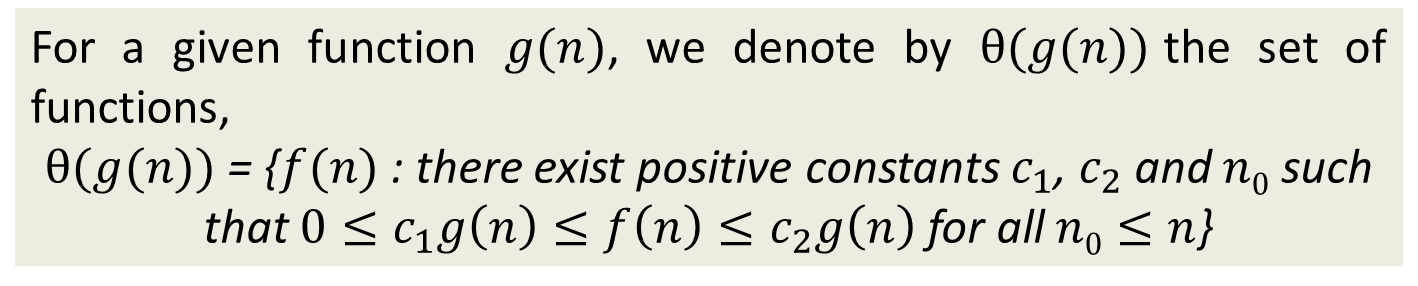 For a given function g(n), we denote by θ(g(n)) the set of
functions,
θ(g(n)) = {f(n) : there exist positive constants c₁, c₂ and n₀ such
that 0 ≤ c₁g(n) ≤ f(n) ≤ c₂g(n) for all n₀ ≤ n}